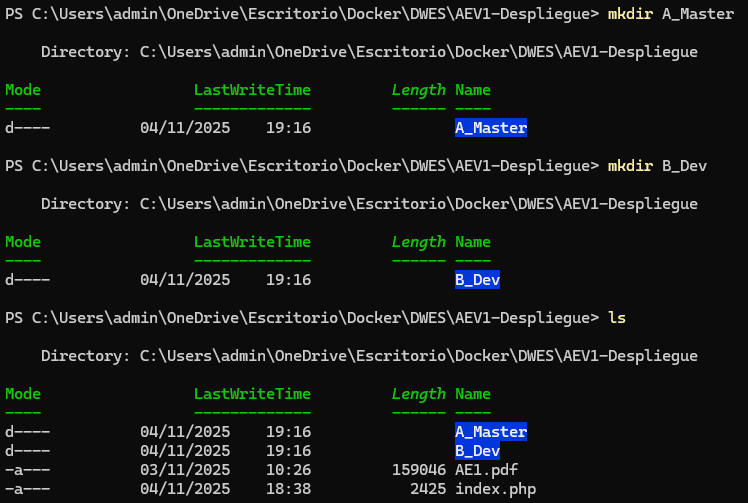 PS C:\Users\admin\OneDrive\Escritorio\Docker\DWES\AEV1-Despliegue> mkdir A_Master
Directory: C:\Users\admin\OneDrive\Escritorio\Docker\DWES\AEV1-Despliegue
Mode                 LastWriteTime         Length Name
----                 -------------         ------ ----
d----          04/11/2025    19:16                A_Master
PS C:\Users\admin\OneDrive\Escritorio\Docker\DWES\AEV1-Despliegue> mkdir B_Dev
Directory: C:\Users\admin\OneDrive\Escritorio\Docker\DWES\AEV1-Despliegue
Mode                 LastWriteTime         Length Name
----                 -------------         ------ ----
d----          04/11/2025    19:16                B_Dev
PS C:\Users\admin\OneDrive\Escritorio\Docker\DWES\AEV1-Despliegue> ls
Directory: C:\Users\admin\OneDrive\Escritorio\Docker\DWES\AEV1-Despliegue
Mode                 LastWriteTime         Length Name
----                 -------------         ------ ----
d----          04/11/2025    19:16                A_Master
d----          04/11/2025    19:16                B_Dev
-a---          03/11/2025    10:26         159046 AE1.pdf
-a---          04/11/2025    18:38           2425 index.php